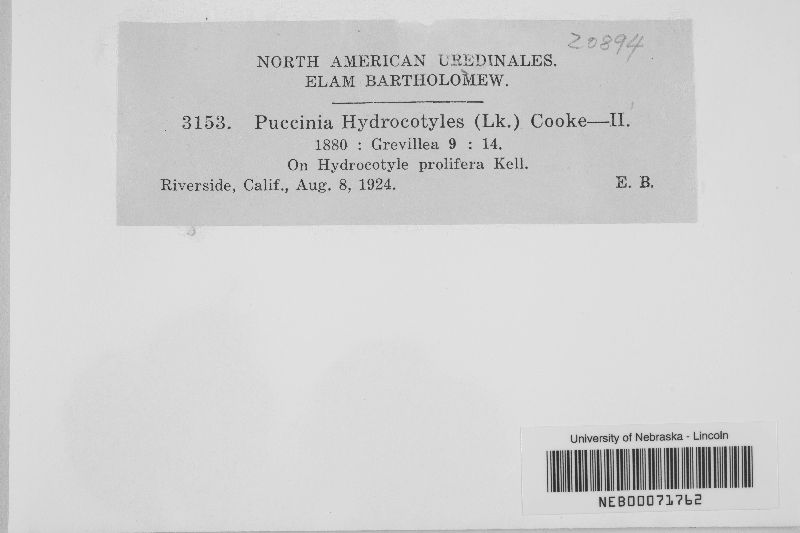 20894
NORTH AMERICAN UREDINALES.
ELAM BARTHOLOMEW.
3153. Puccinia Hydrocotyles (Lk.) Cooke—II.
1880 : Grevillea 9 : 14.
On Hydrocotyle prolifera Kell.
Riverside, Calif., Aug. 8, 1924. E. B.
University of Nebraska - Lincoln
NEB00071762